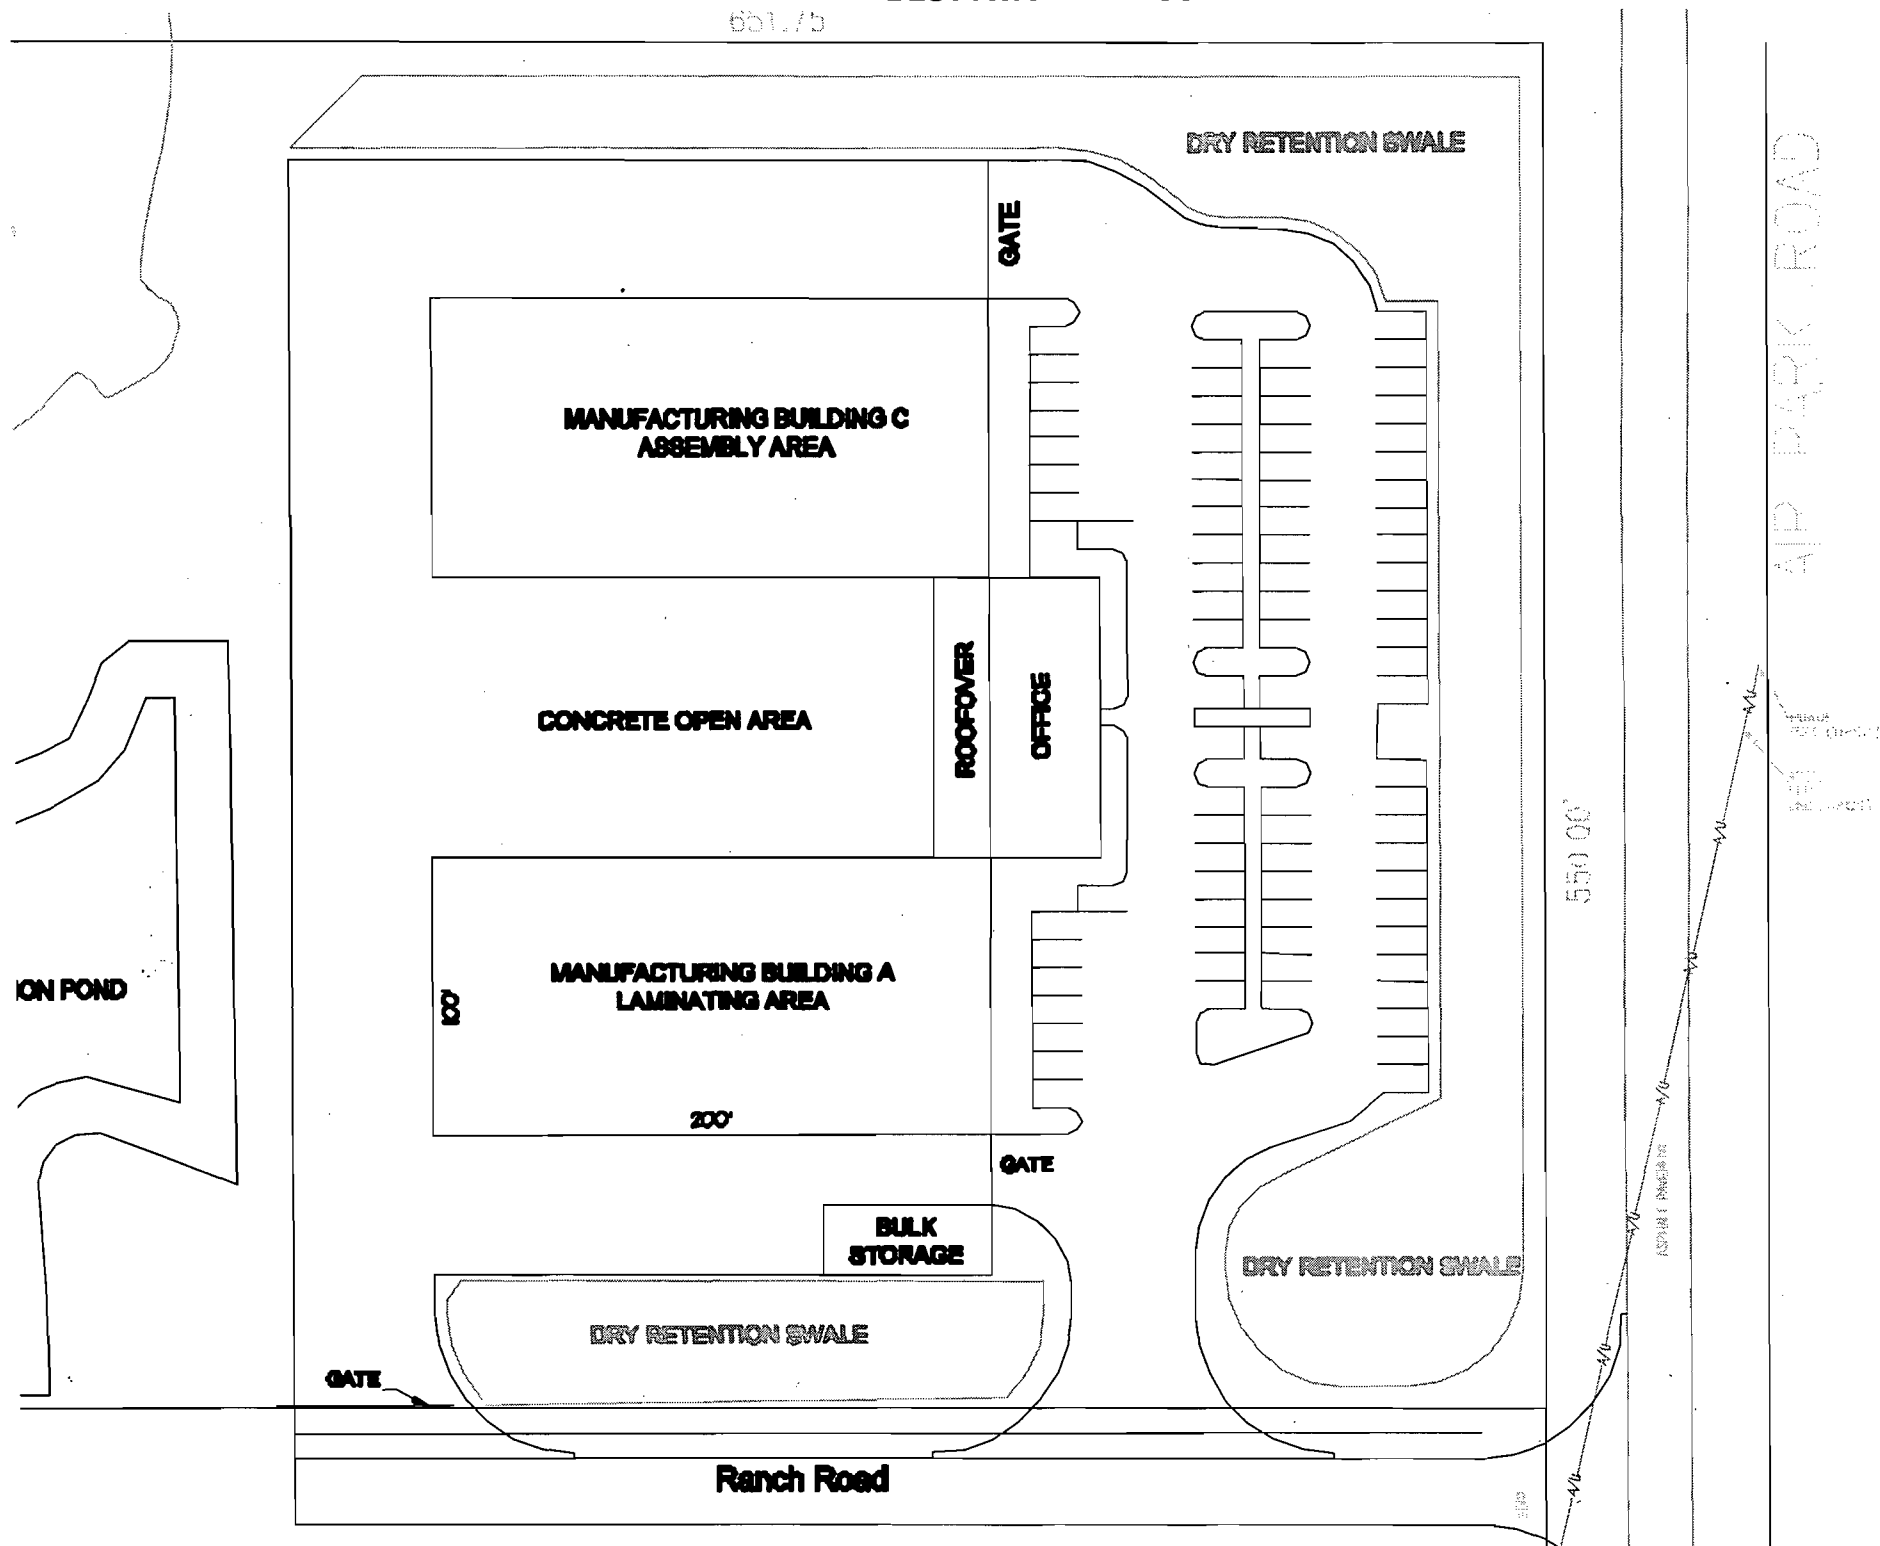 651.75
DRY RETENTION SWALE
GATE
AIP PARK ROAD
MANUFACTURING BUILDING C
ASSEMBLY AREA
CONCRETE OPEN AREA
ROOFOVER
OFFICE
550.00'
ION POND
MANUFACTURING BUILDING A
LAMINATING AREA
100'
200'
GATE
BULK
STORAGE
DRY RETENTION SWALE
DRY RETENTION SWALE
GATE
Ranch Road